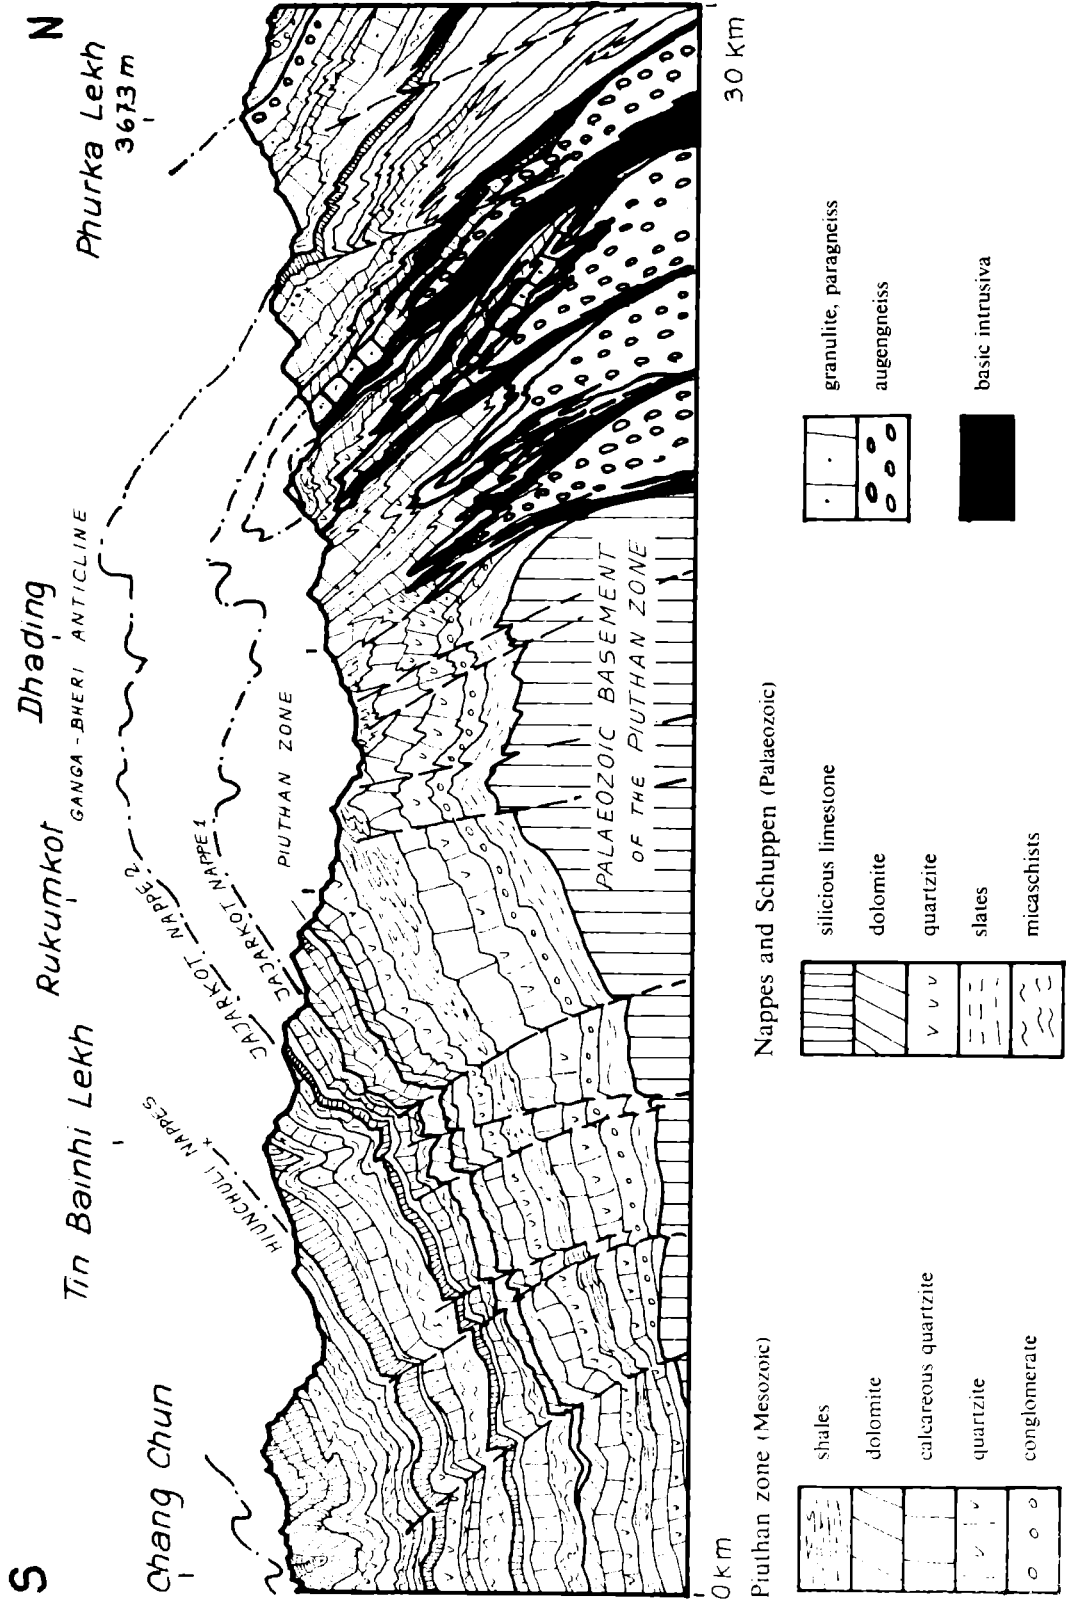 S
N
Chang Chun
Tin Bainhi Lekh
Rukumkot
Dhading
Phurka Lekh
3673 m
GANGA-BHERI ANTICLINE
HIUNCHULI NAPPES
JAJARKOT NAPPE 2
JAJARKOT NAPPE 1
PIUTHAN ZONE
PALAEOZOIC BASEMENT
OF THE PIUTHAN ZONE
0 km
30 km
Piuthan zone (Mesozoic)
shales
dolomite
calcareous quartzite
quartzite
conglomerate
Nappes and Schuppen (Palaeozoic)
silicious limestone
dolomite
quartzite
slates
micaschists
granulite, paragneiss
augengneiss
basic intrusiva